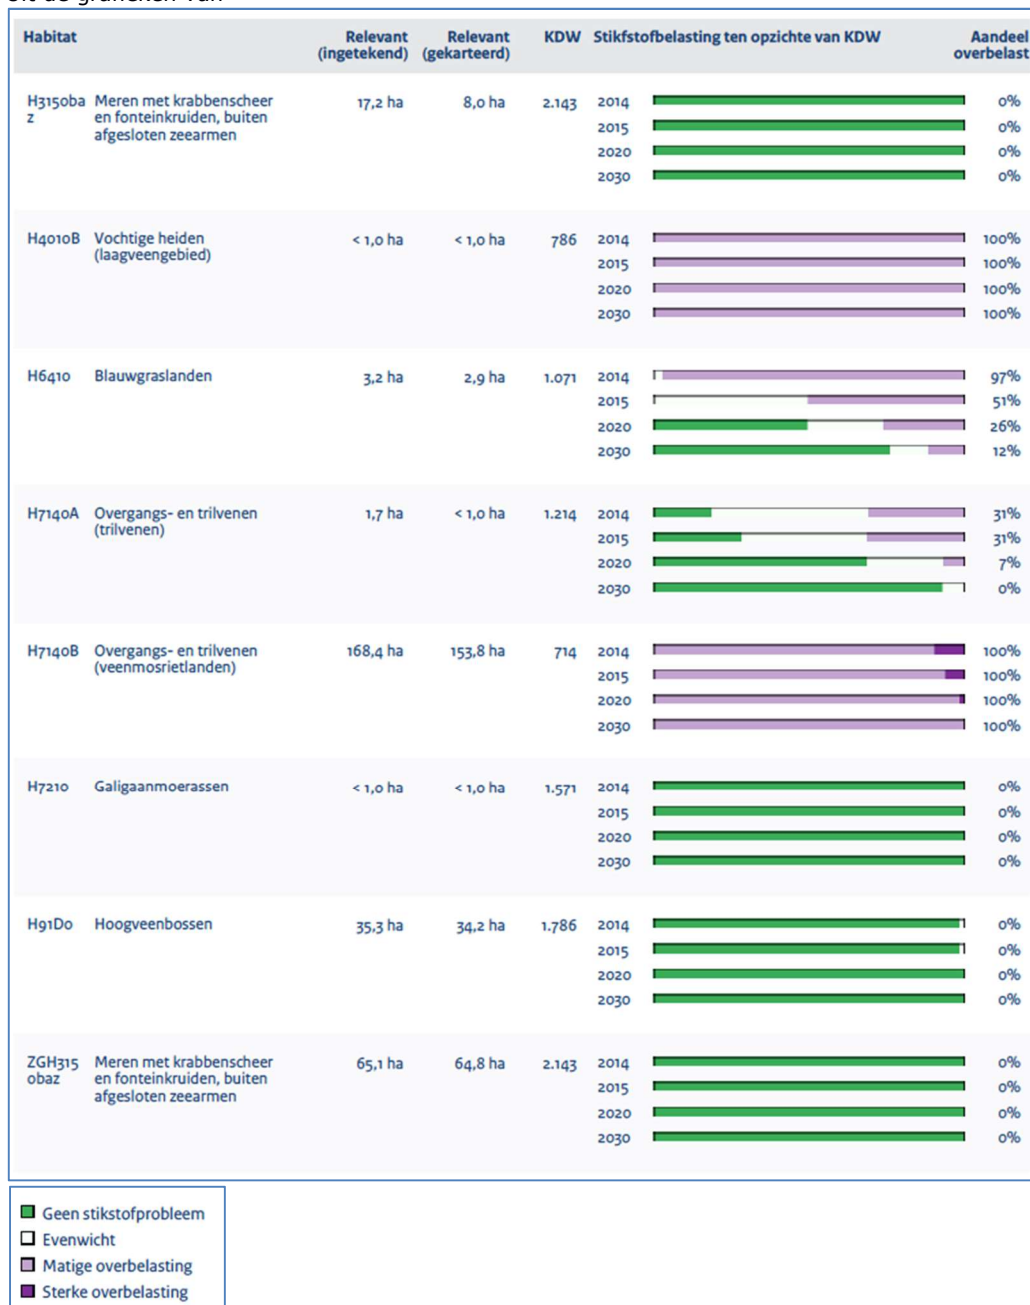 Habitat Relevant (ingetekend) Relevant (gekarteerd) KDW Stikfstofbelasting ten opzichte van KDW Aandeel overbelast
H3150ba Meren met krabbenscheer 17,2 ha 8,0 ha 2.143 2014 0%
z en fonteinkruiden, buiten 2015 0%
afgesloten zeearmen 2020 0%
2030 0%
H4010B Vochtige heiden < 1,0 ha < 1,0 ha 786 2014 100%
(laagveengebied) 2015 100%
2020 100%
2030 100%
H6410 Blauwgraslanden 3,2 ha 2,9 ha 1.071 2014 97%
2015 51%
2020 26%
2030 12%
H7140A Overgangs- en trilvenen 1,7 ha < 1,0 ha 1.214 2014 31%
(trilvenen) 2015 31%
2020 7%
2030 0%
H7140B Overgangs- en trilvenen 168,4 ha 153,8 ha 714 2014 100%
(veenmosrietlanden) 2015 100%
2020 100%
2030 100%
H7210 Galigaanmoerassen < 1,0 ha < 1,0 ha 1.571 2014 0%
2015 0%
2020 0%
2030 0%
H91D0 Hoogveenbossen 35,3 ha 34,2 ha 1.786 2014 0%
2015 0%
2020 0%
2030 0%
ZGH315 Meren met krabbenscheer 65,1 ha 64,8 ha 2.143 2014 0%
0baz en fonteinkruiden, buiten 2015 0%
afgesloten zeearmen 2020 0%
2030 0%
Geen stikstofprobleem
Evenwicht
Matige overbelasting
Sterke overbelasting